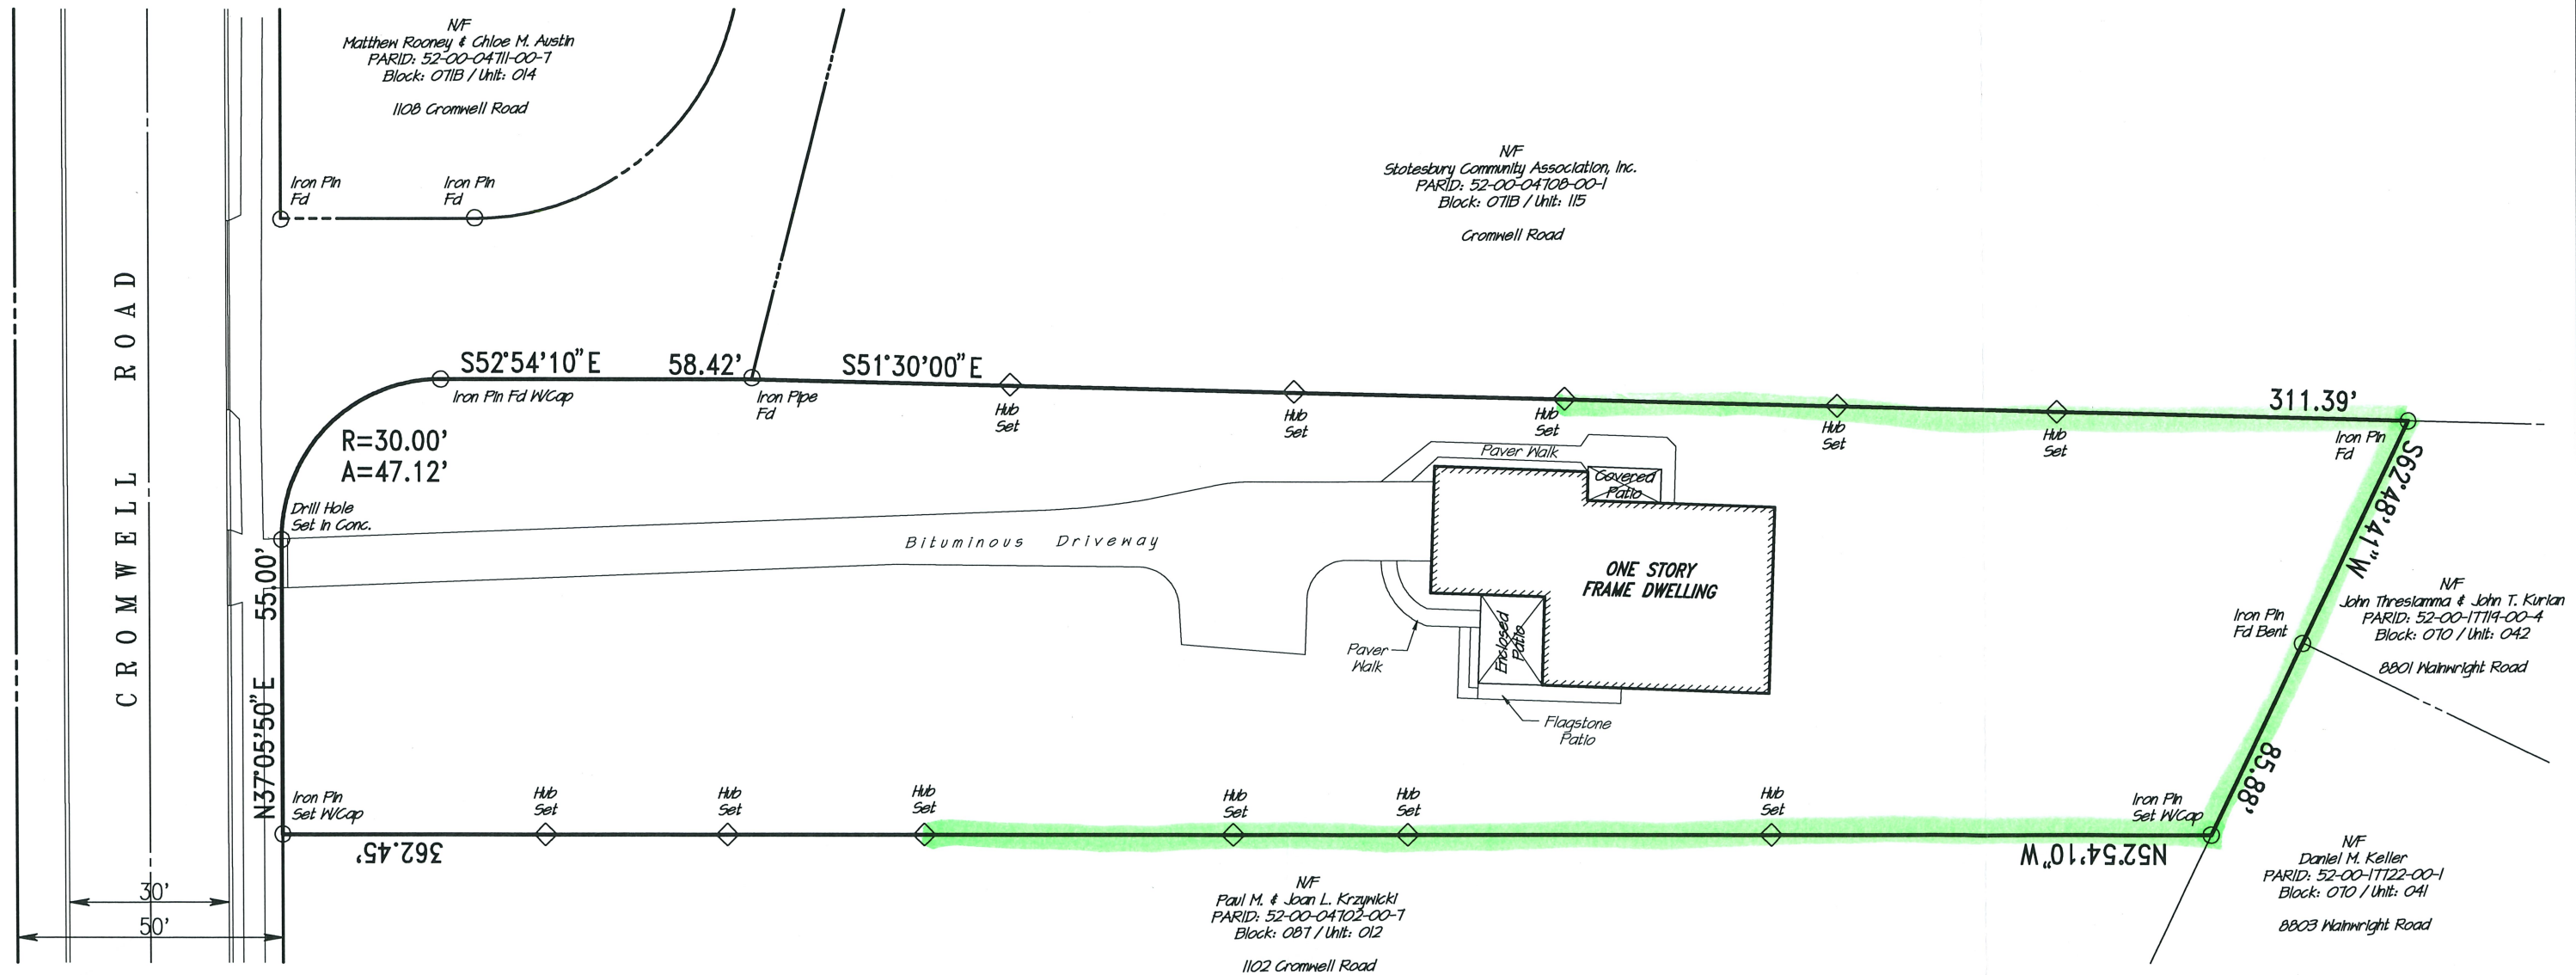 N/F
Matthew Rooney & Chloe M. Austin
PARID: 52-00-04711-00-7
Block: 071B / Unit: 014
1108 Cromwell Road
N/F
Stotesbury Community Association, Inc.
PARID: 52-00-04708-00-1
Block: 071B / Unit: 115
Cromwell Road
Iron Pin
Fd
Iron Pin
Fd
CROMWELL ROAD
S52°54'10"E
58.42'
S51°30'00"E
311.39'
Iron Pin Fd W/Cap
Iron Pipe
Fd
Hub
Set
Hub
Set
Hub
Set
Hub
Set
Hub
Set
Iron Pin
Fd
R=30.00'
A=47.12'
Drill Hole
Set In Conc.
55.00'
N37°05'50"E
Bituminous Driveway
Paver Walk
Covered
Patio
ONE STORY
FRAME DWELLING
Enclosed
Patio
Paver
Walk
Flagstone
Patio
S62°48'41"W
85.88'
Iron Pin
Fd Bent
N/F
John Thresiamma & John T. Kurian
PARID: 52-00-17719-00-4
Block: 070 / Unit: 042
8801 Wainwright Road
Iron Pin
Set W/Cap
Hub
Set
Hub
Set
Hub
Set
Hub
Set
Hub
Set
Hub
Set
Iron Pin
Set W/Cap
362.45'
N52°54'10"W
30'
50'
N/F
Paul M. & Joan L. Krzywicki
PARID: 52-00-04702-00-7
Block: 087 / Unit: 012
1102 Cromwell Road
N/F
Daniel M. Keller
PARID: 52-00-17722-00-1
Block: 070 / Unit: 041
8803 Wainwright Road